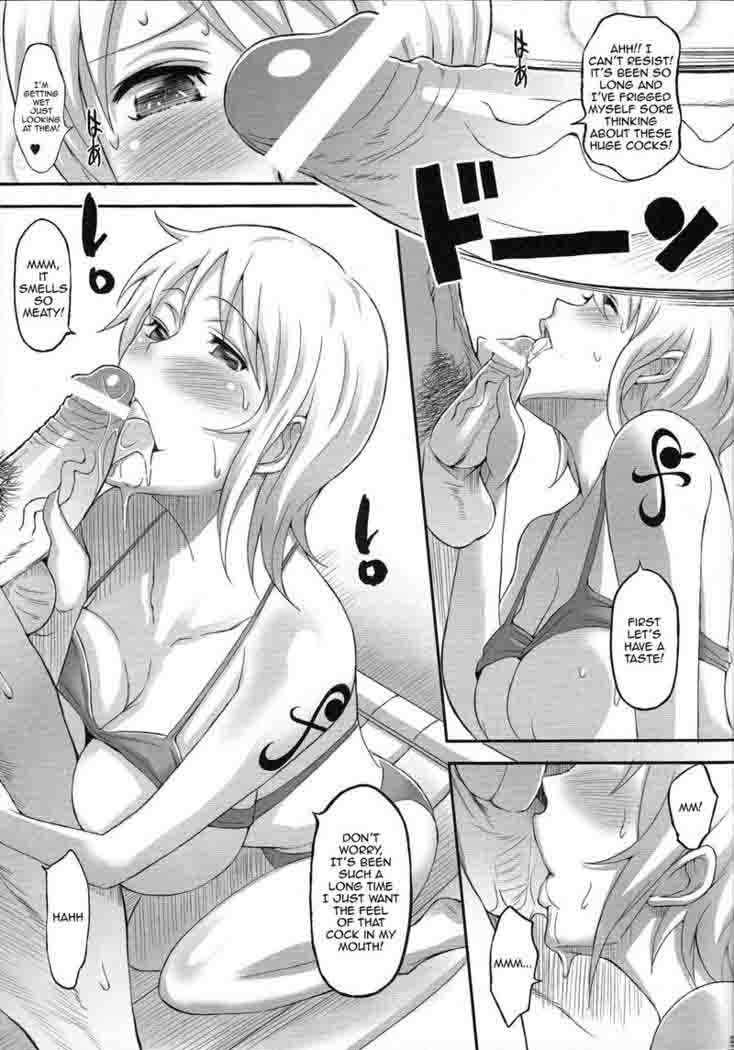 AHH!! I
CAN'T RESIST!
IT'S BEEN SO
LONG AND
I'VE FRIGGED
MYSELF SORE
THINKING
ABOUT THESE
HUGE COCKS!
はぁ
はぁ
I'M
GETTING
WET
JUST
LOOKING
AT THEM!
♥
ドーン
FIRST
LET'S
HAVE A
TASTE!
MMM,
IT
SMELLS
SO
MEATY!
DON'T
WORRY,
IT'S BEEN
SUCH A
LONG TIME
I JUST WANT
THE FEEL
OF THAT
COCK IN MY
MOUTH!
HAHH
MM!
MMM...